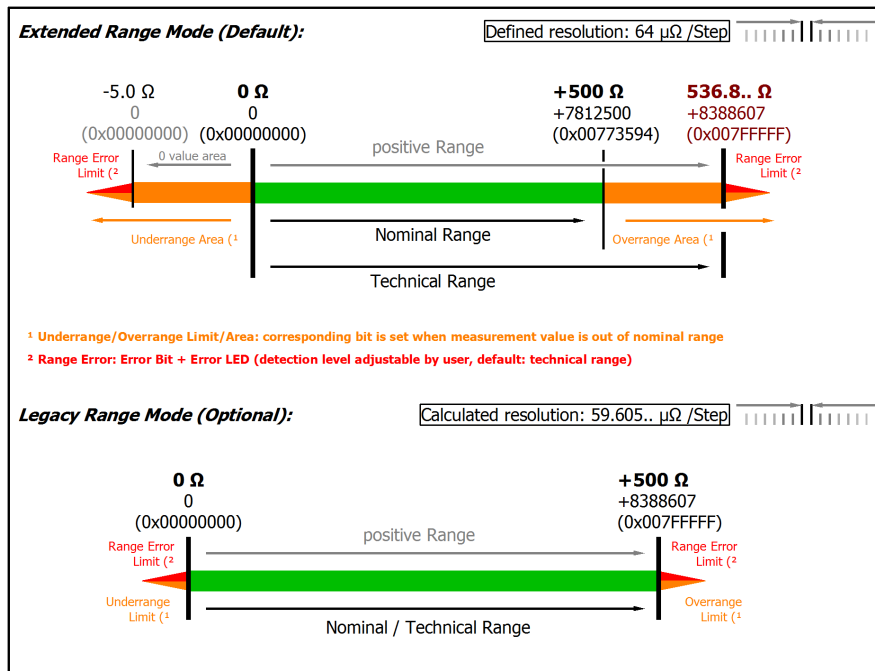 Extended Range Mode (Default):
Defined resolution: 64 µΩ /Step
-5.0 Ω
0
(0x00000000)
0 Ω
0
(0x00000000)
+500 Ω
+7812500
(0x00773594)
536.8.. Ω
+8388607
(0x007FFFFF)
Range Error
Limit (²
0 value area
positive Range
Range Error
Limit (²
Underrange Area (¹
Nominal Range
Overrange Area (¹
Technical Range
¹ Underrange/Overrange Limit/Area: corresponding bit is set when measurement value is out of nominal range
² Range Error: Error Bit + Error LED (detection level adjustable by user, default: technical range)
Legacy Range Mode (Optional):
Calculated resolution: 59.605.. µΩ /Step
0 Ω
0
(0x00000000)
+500 Ω
+8388607
(0x007FFFFF)
positive Range
Range Error
Limit (²
Range Error
Limit (²
Underrange
Limit (¹
Overrange
Limit (¹
Nominal / Technical Range